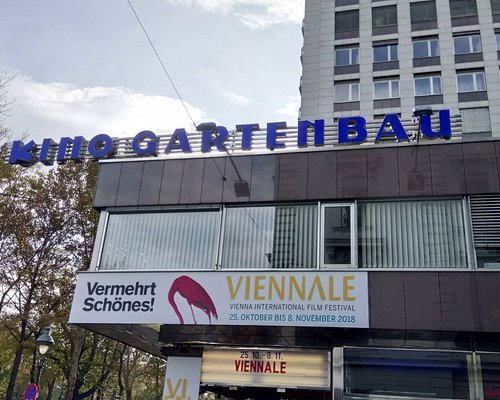 KINO GARTENBAU
Vermehrt
Schönes!
VIENNALE
VIENNA INTERNATIONAL FILM FESTIVAL
25. OKTOBER BIS 8. NOVEMBER 2018
25.10.-8.11.
VIENNALE
VI